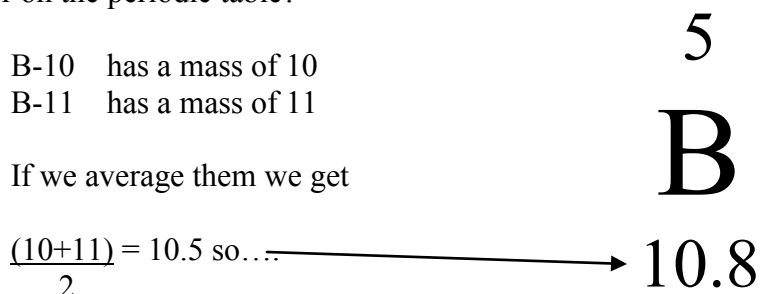 on the periodic table?
5
B-10 has a mass of 10
B-11 has a mass of 11
B
If we average them we get
(10+11) = 10.5 so….
2
10.8